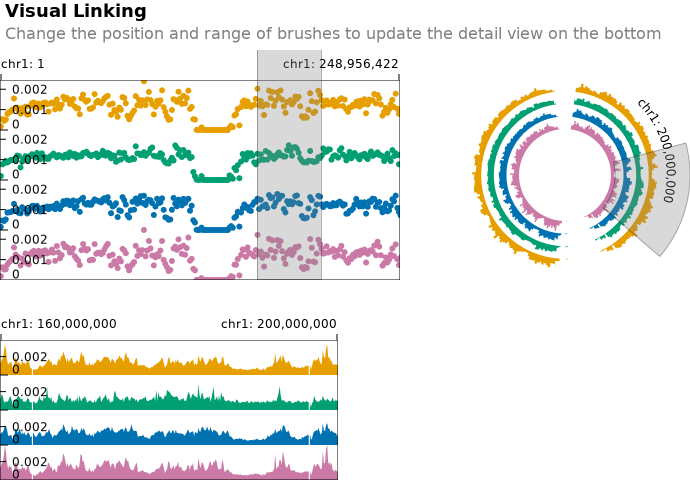 Visual Linking
Change the position and range of brushes to update the detail view on the bottom
chr1: 1
chr1: 248,956,422
0.002
0.001
0
0.002
0.001
0
0.002
0.001
0
0.002
0.001
0
chr1: 200,000,000
chr1: 160,000,000
chr1: 200,000,000
0.002
0
0.002
0
0.002
0
0.002
0